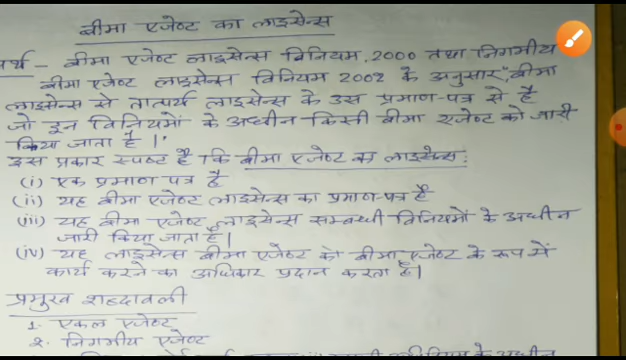 बीमा एजेन्ट का लाइसेन्स
र्थ - बीमा एजेन्ट लाइसेन्स विनियम, 2000 तथा निगमीय
बीमा एजेन्ट लाइसेन्स विनियम 2002 के अनुसार, "बीमा
लाइसेन्स से तात्पर्य लाइसेन्स के उस प्रमाण-पत्र से है
जो इन विनियमों के अधीन किसी बीमा एजेन्ट को जारी
किया जाता है ।"
इस प्रकार स्पष्ट है कि बीमा एजेन्ट का लाइसेन्स:
(i) एक प्रमाण पत्र है
(ii) यह बीमा एजेन्ट लाइसेन्स का प्रमाण-पत्र है
(iii) यह बीमा एजेन्ट लाइसेन्स सम्बन्धी विनियमों के अधीन
जारी किया जाता है।
(iv) यह लाइसेन्स बीमा एजेन्ट को बीमा एजेन्ट के रूप में
कार्य करने का अधिकार प्रदान करता है।
प्रमुख शब्दावली
1. एकल एजेन्ट
2. निगमीय एजेन्ट
के अधीन